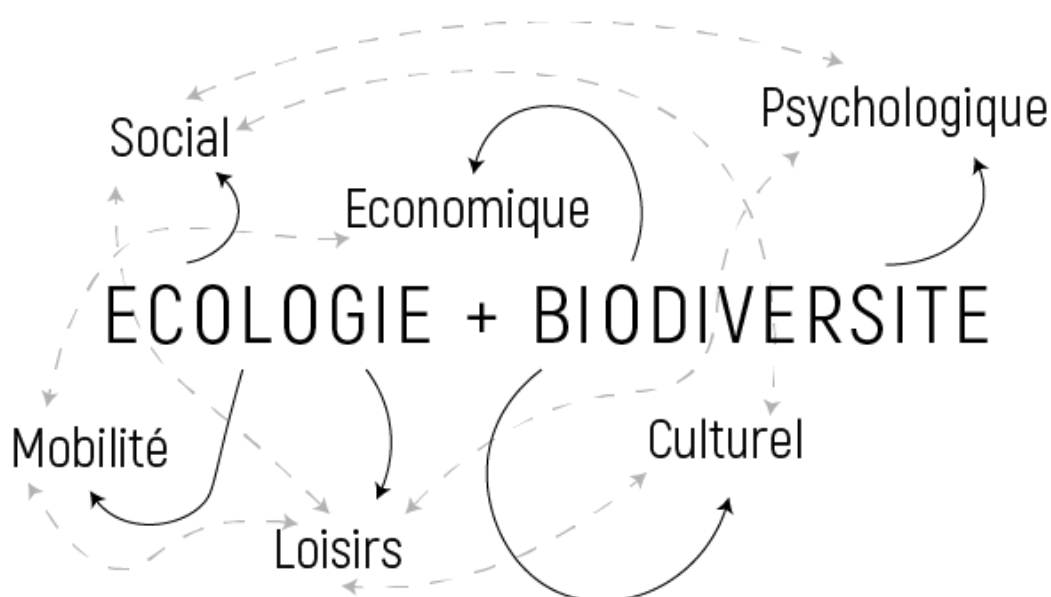 Psychologique
Social
Economique
ECOLOGIE + BIODIVERSITE
Mobilité
Culturel
Loisirs